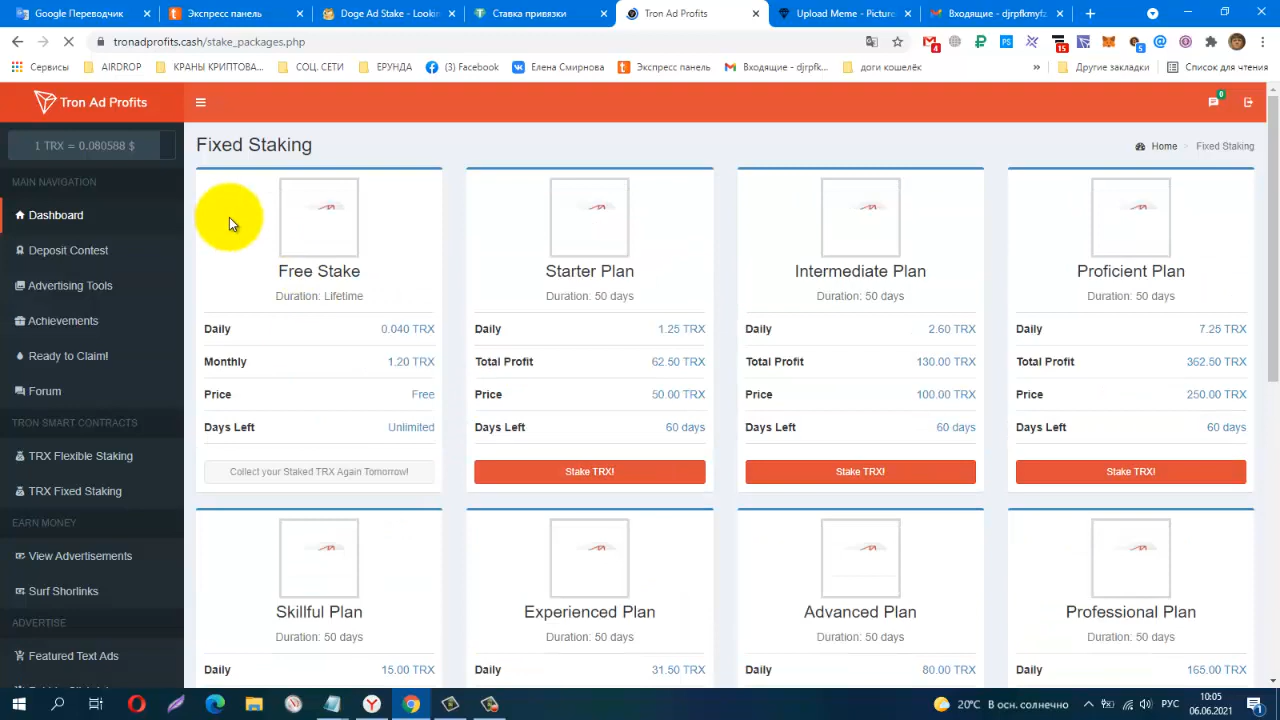 Google Переводчик
Экспресс панель
Doge Ad Stake - Lookin
Ставка привязки
Tron Ad Profits
Upload Meme - Picture
Входящие - djrpfkmyfz
tronadprofits.cash/stake_packages.php
4
15
5
Сервисы
AIRDROP
КРАНЫ КРИПТОВА...
СОЦ. СЕТИ
ЕРУНДА
(3) Facebook
Елена Смирнова
Экспресс панель
Входящие - djrpfk...
доги кошелёк
»
Другие закладки
Список для чтения
Tron Ad Profits
0
1 TRX = 0.080588 $
Fixed Staking
Home > Fixed Staking
MAIN NAVIGATION
Dashboard
Deposit Contest
Advertising Tools
Achievements
Ready to Claim!
Forum
TRON SMART CONTRACTS
TRX Flexible Staking
TRX Fixed Staking
EARN MONEY
View Advertisements
Surf Shorlinks
ADVERTISE
Featured Text Ads
Free Stake
Duration: Lifetime
Daily 0.040 TRX
Monthly 1.20 TRX
Price Free
Days Left Unlimited
Collect your Staked TRX Again Tomorrow!
Starter Plan
Duration: 50 days
Daily 1.25 TRX
Total Profit 62.50 TRX
Price 50.00 TRX
Days Left 60 days
Stake TRX!
Intermediate Plan
Duration: 50 days
Daily 2.60 TRX
Total Profit 130.00 TRX
Price 100.00 TRX
Days Left 60 days
Stake TRX!
Proficient Plan
Duration: 50 days
Daily 7.25 TRX
Total Profit 362.50 TRX
Price 250.00 TRX
Days Left 60 days
Stake TRX!
Skillful Plan
Duration: 50 days
Daily 15.00 TRX
Experienced Plan
Duration: 50 days
Daily 31.50 TRX
Advanced Plan
Duration: 50 days
Daily 80.00 TRX
Professional Plan
Duration: 50 days
Daily 165.00 TRX
20°C В осн. солнечно
РУС
10:05
06.06.2021
1